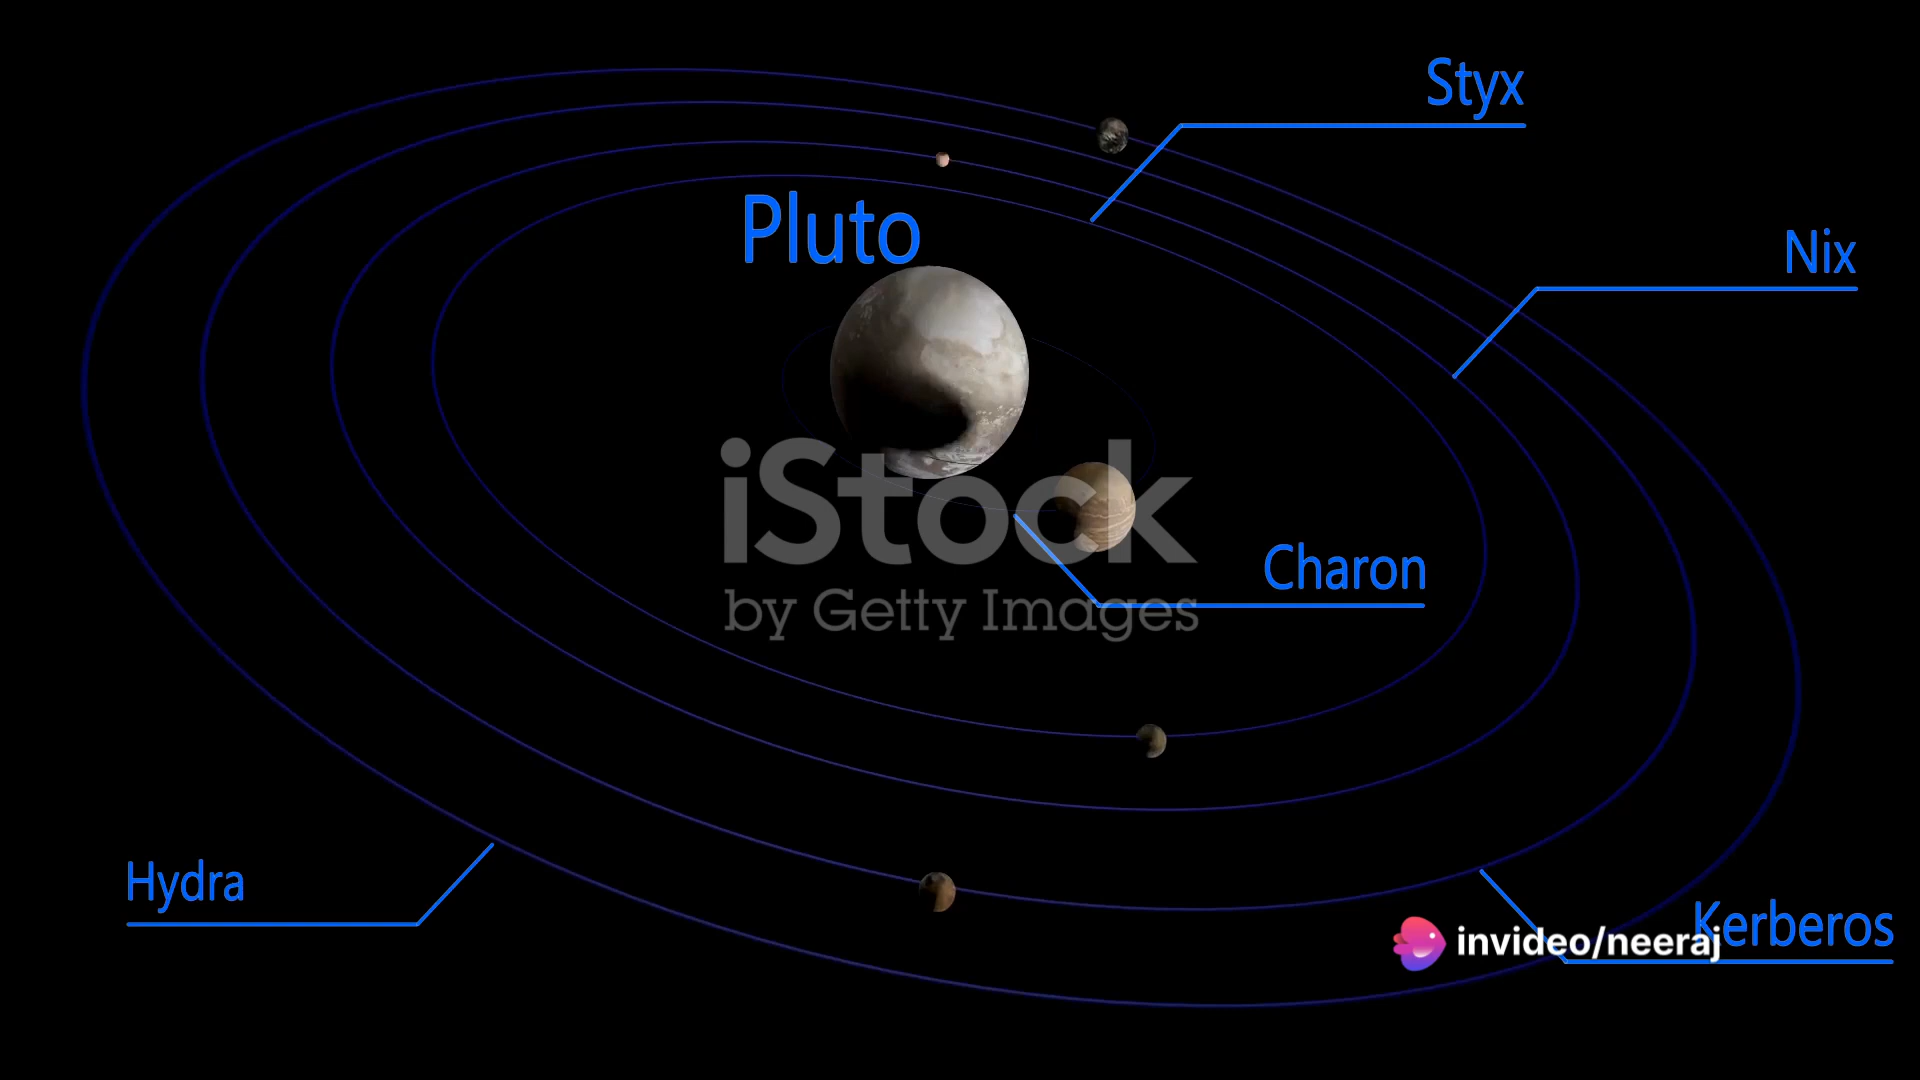 Styx
Pluto
Nix
iStock
by Getty Images
Charon
Hydra
Kerberos
invideo/neeraj